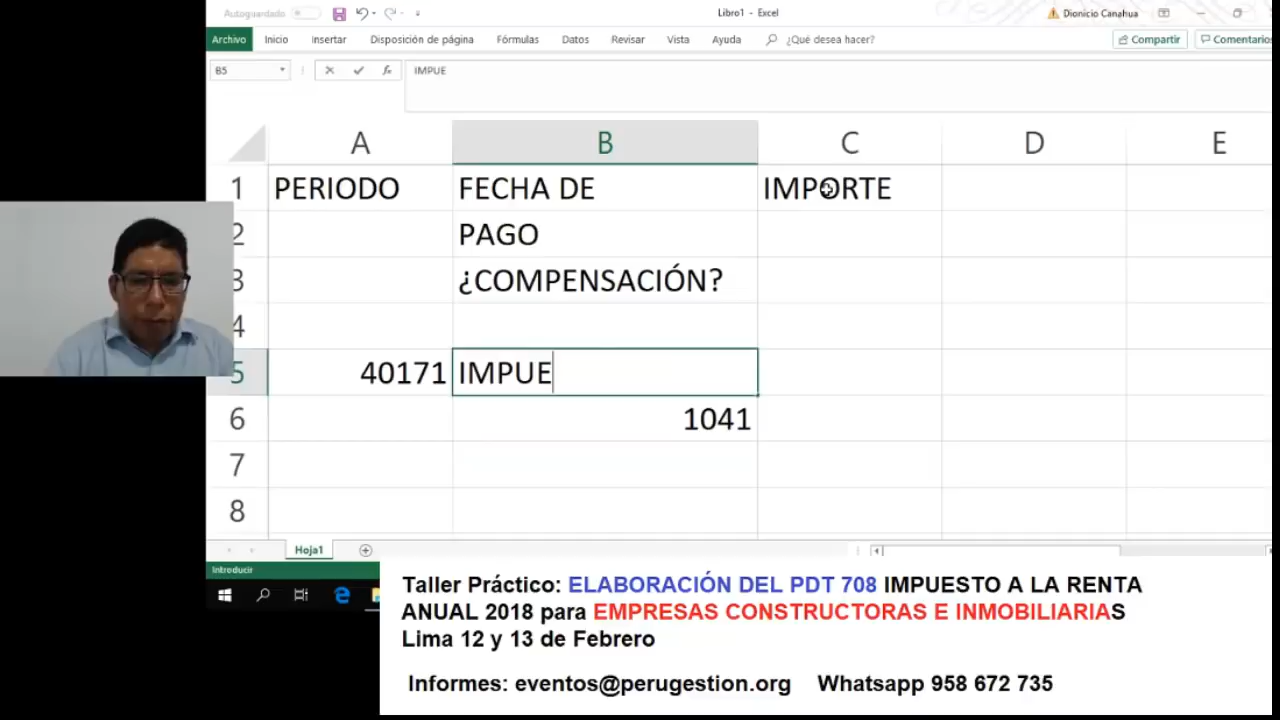 Autoguardado
Libro1 - Excel
Dionicio Canahua
Archivo Inicio Insertar Disposición de página Fórmulas Datos Revisar Vista Ayuda ¿Qué desea hacer? Compartir Comentarios
B5 fx IMPUE
A B C D E
1 PERIODO FECHA DE IMPORTE
2 PAGO
3 ¿COMPENSACIÓN?
4
5 40171 IMPUE
6 1041
7
8
Hoja1
Introducir
Taller Práctico: ELABORACIÓN DEL PDT 708 IMPUESTO A LA RENTA
ANUAL 2018 para EMPRESAS CONSTRUCTORAS E INMOBILIARIAS
Lima 12 y 13 de Febrero
Informes: eventos@perugestion.org Whatsapp 958 672 735